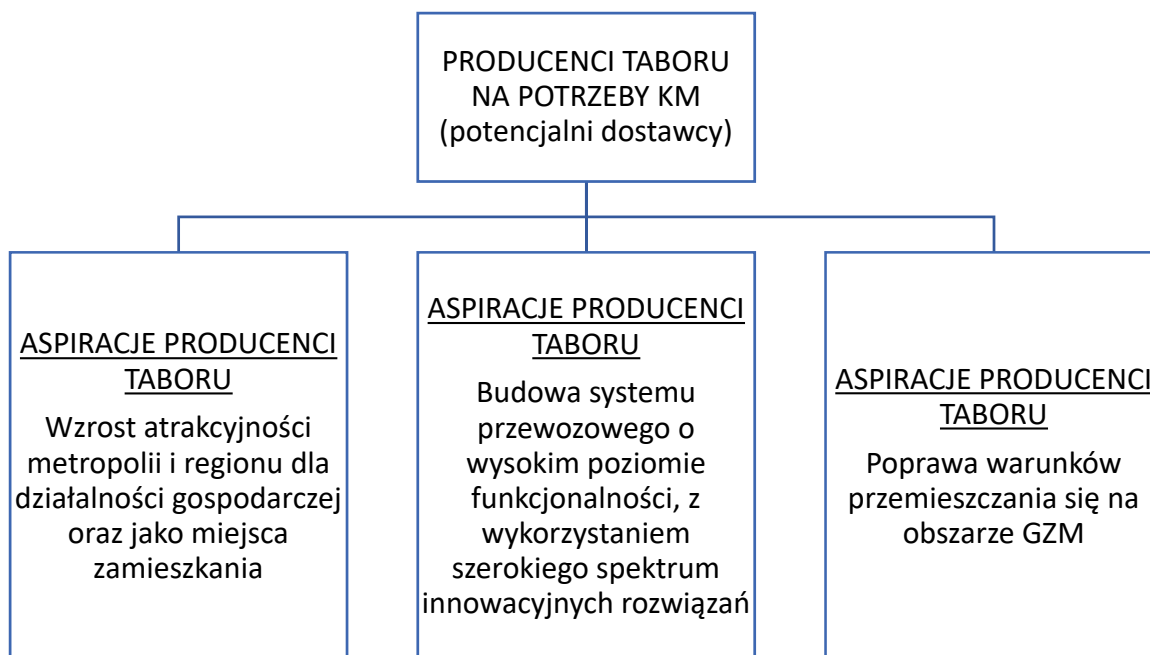 PRODUCENCI TABORU
NA POTRZEBY KM
(potencjalni dostawcy)
ASPIRACJE PRODUCENCI
TABORU
Wzrost atrakcyjności
metropolii i regionu dla
działalności gospodarczej
oraz jako miejsca
zamieszkania
ASPIRACJE PRODUCENCI
TABORU
Budowa systemu
przewozowego o
wysokim poziomie
funkcjonalności, z
wykorzystaniem
szerokiego spektrum
innowacyjnych rozwiązań
ASPIRACJE PRODUCENCI
TABORU
Poprawa warunków
przemieszczania się na
obszarze GZM